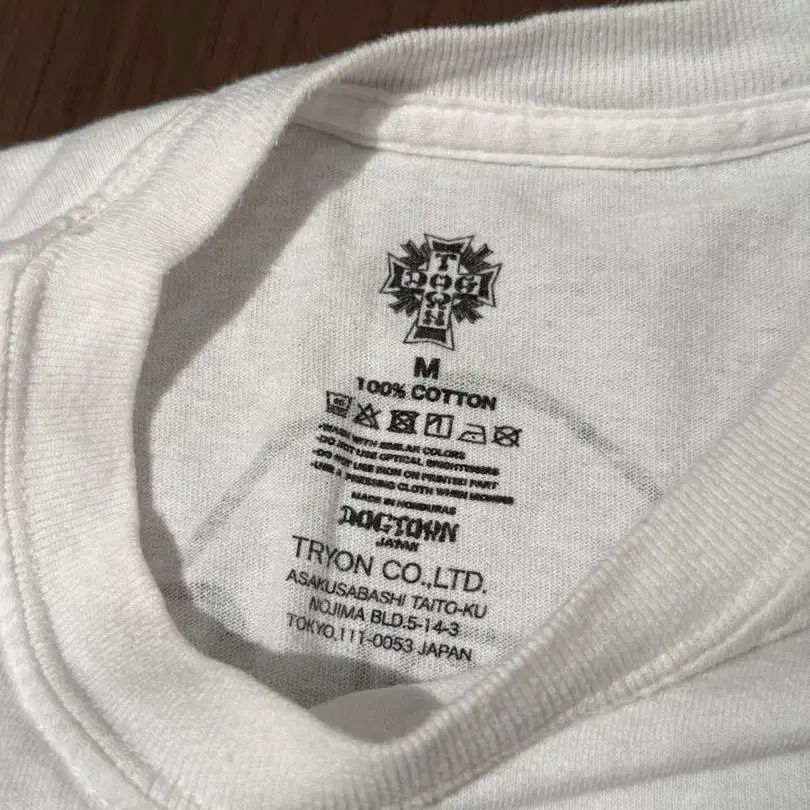 DOG
TOWN
M
100% COTTON
-WASH WITH SIMILAR COLORS
-DO NOT USE OPTICAL BRIGHTENERS
-DO NOT USE IRON ON PRINTED PART
-USE A PRESSING CLOTH WHEN IRONING
MADE IN HONDURAS
DOGTOWN
JAPAN
TRYON CO.,LTD.
ASAKUSABASHI TAITO-KU
NOJIMA BLD.5-14-3
TOKYO.111-0053 JAPAN